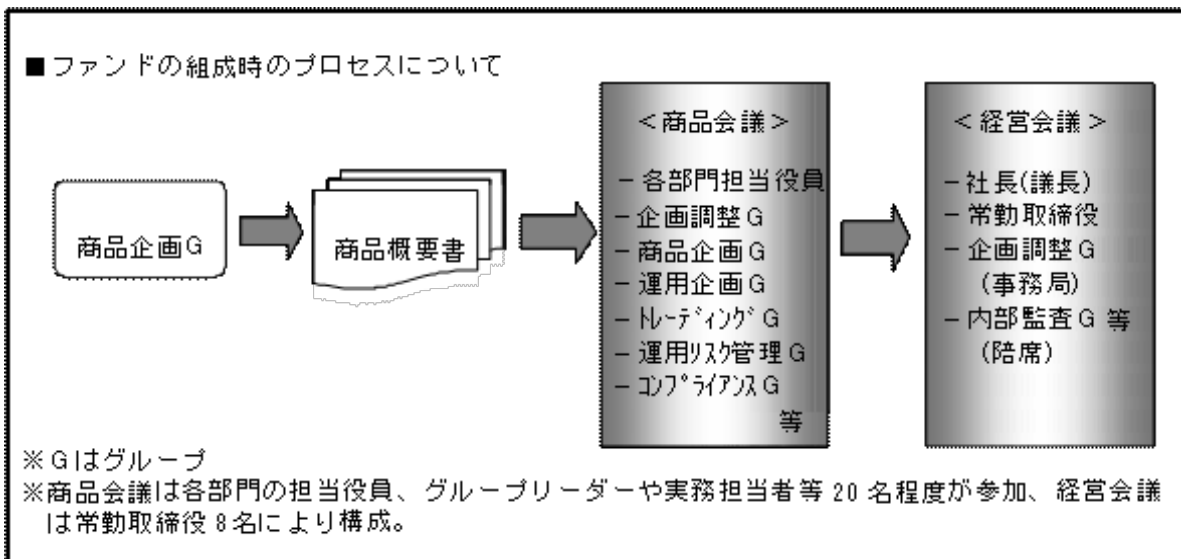 ■ファンドの組成時のプロセスについて
商品企画G
商品概要書
＜商品会議＞
－各部門担当役員
－企画調整G
－商品企画G
－運用企画G
－ﾄﾚｰﾃﾞｨﾝｸﾞG
－運用ﾘｽｸ管理G
－ｺﾝﾌﾟﾗｲｱﾝｽG
等
＜経営会議＞
－社長(議長)
－常勤取締役
－企画調整G
(事務局)
－内部監査G 等
(陪席)
※Gはグループ
※商品会議は各部門の担当役員、グループリーダーや実務担当者等 20 名程度が参加、経営会議
は常勤取締役 8 名により構成。